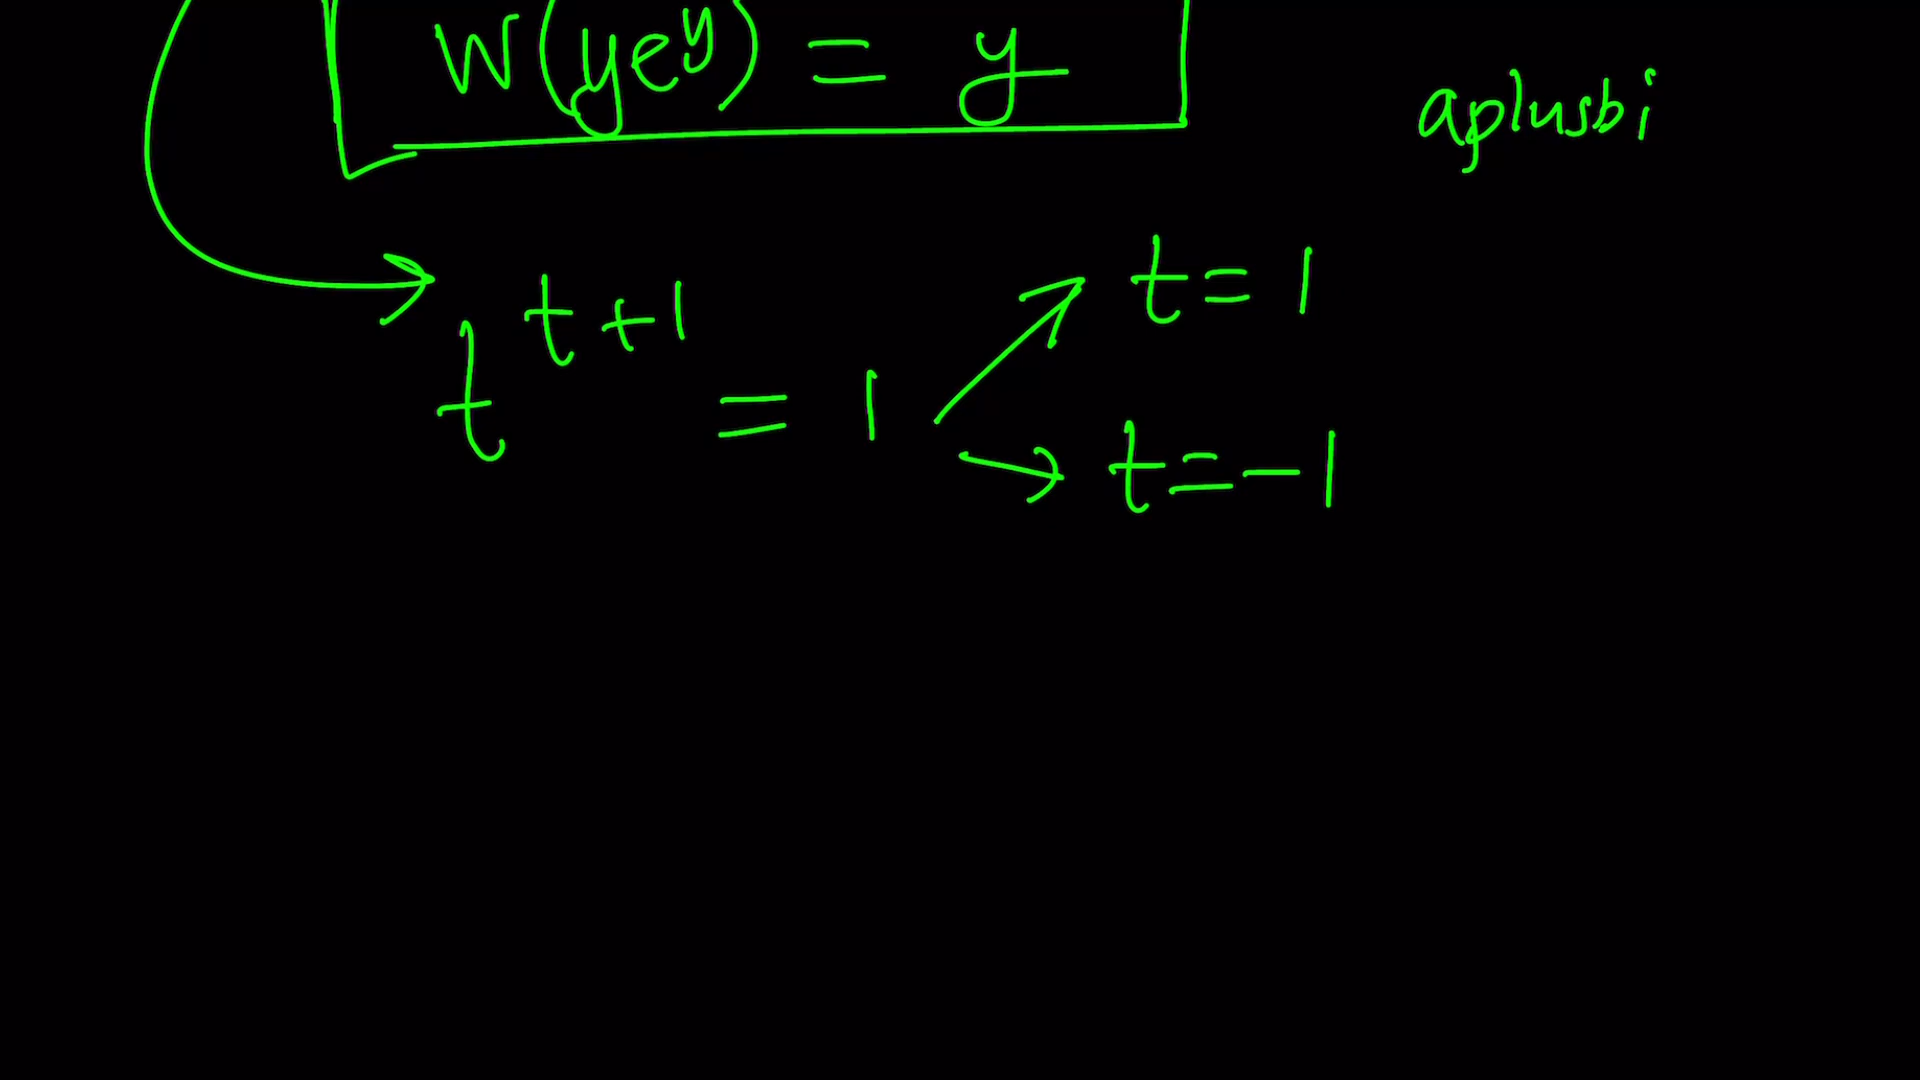 W(ye^y) = y
aplusbi
t^{t+1} = 1
t = 1
t = -1